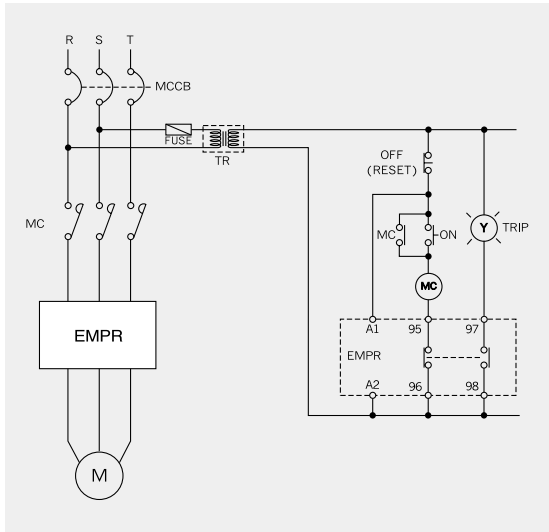 R S T
MCCB
FUSE
TR
OFF
(RESET)
MC
MC
ON
Y
TRIP
MC
EMPR
A1
95
97
EMPR
A2
96
98
M